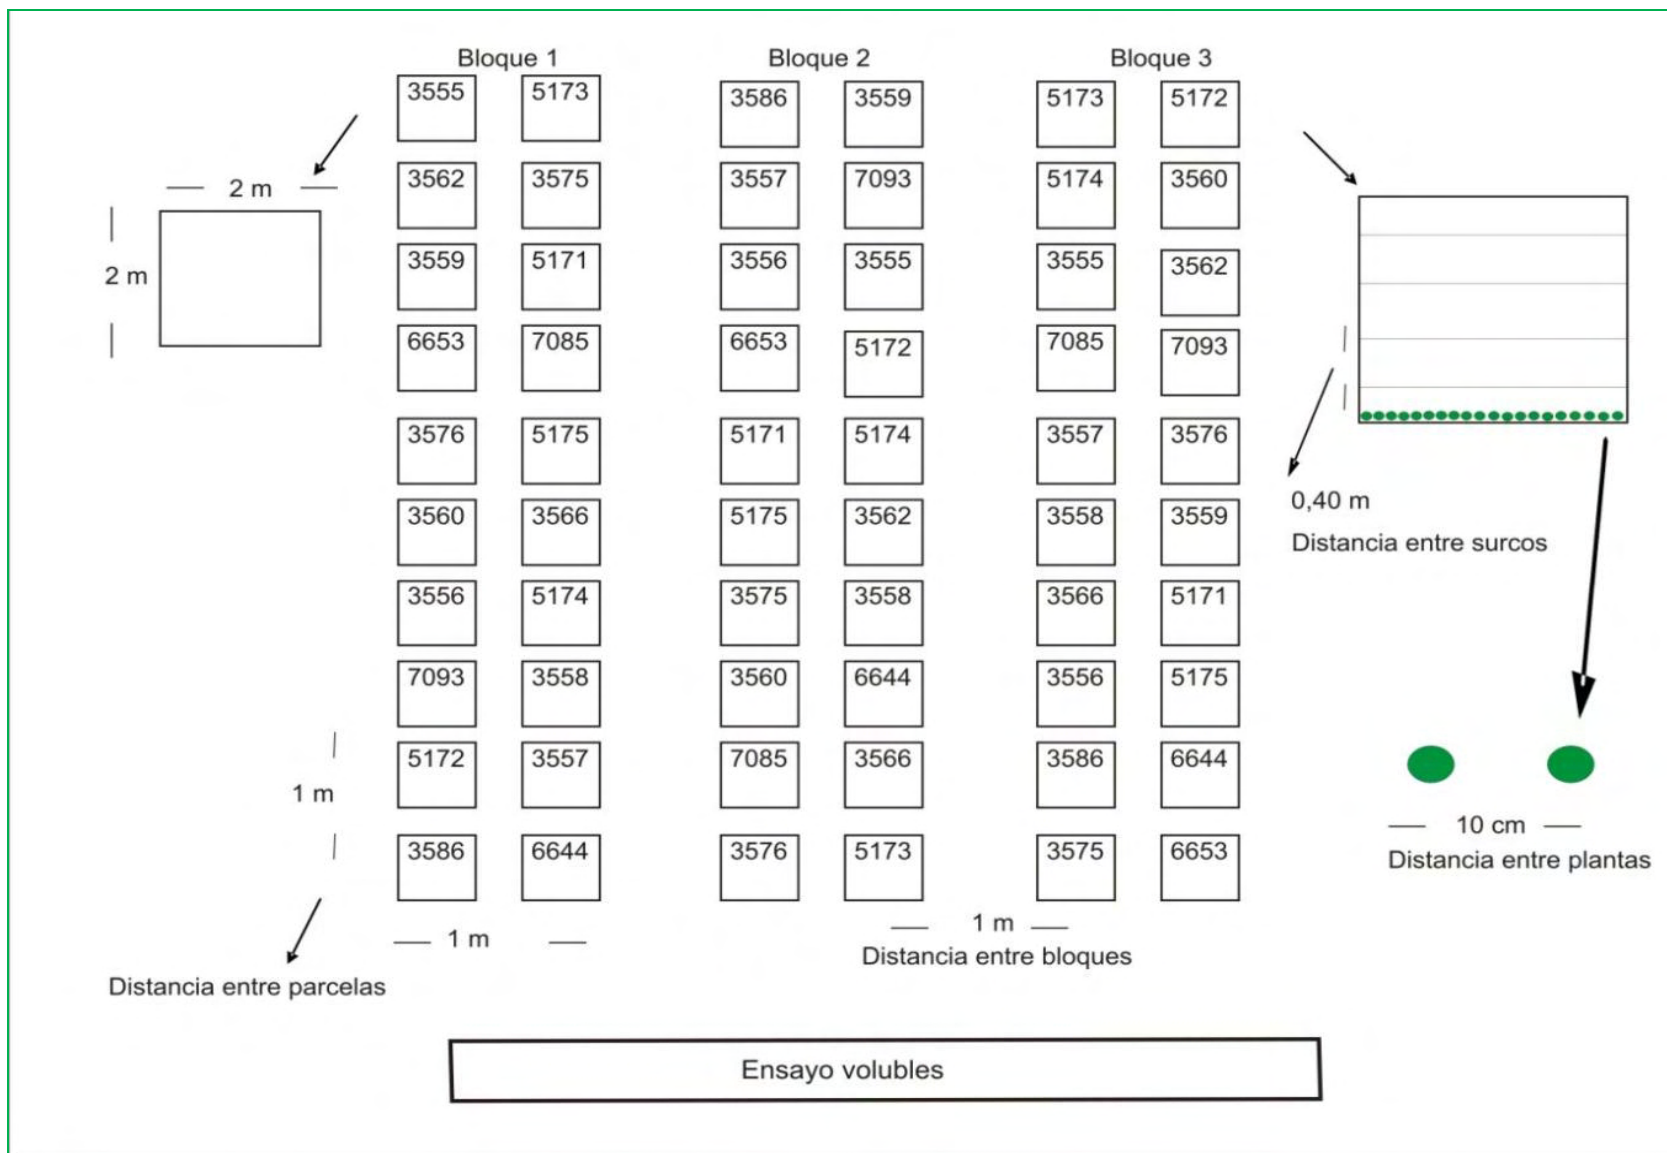 Bloque 1 Bloque 2 Bloque 3
3555 5173 3586 3559 5173 5172
3562 3575 3557 7093 5174 3560
3559 5171 3556 3555 3555 3562
6653 7085 6653 5172 7085 7093
3576 5175 5171 5174 3557 3576
3560 3566 5175 3562 3558 3559
3556 5174 3575 3558 3566 5171
7093 3558 3560 6644 3556 5175
5172 3557 7085 3566 3586 6644
3586 6644 3576 5173 3575 6653
2 m
2 m
1 m
Distancia entre parcelas
1 m
1 m
Distancia entre bloques
0,40 m
Distancia entre surcos
10 cm
Distancia entre plantas
Ensayo volubles